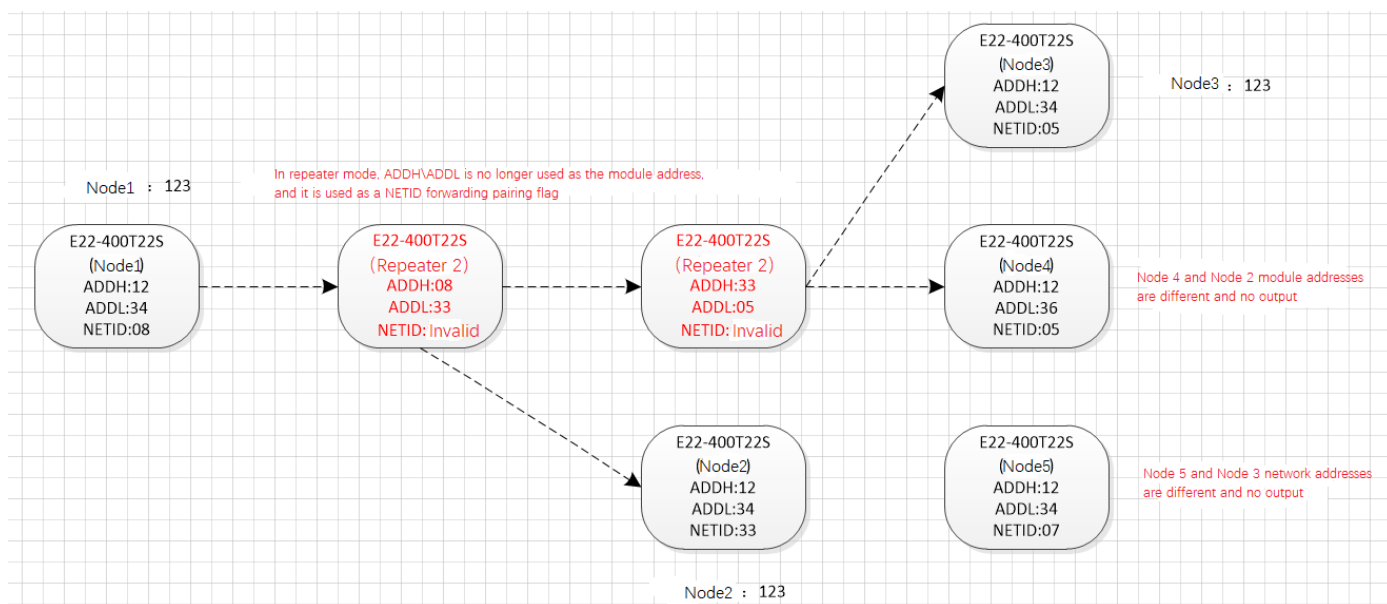 E22-400T22S
(Node3)
ADDH:12
ADDL:34
NETID:05
Node3 : 123
Node1 : 123
In repeater mode, ADDH\ADDL is no longer used as the module address,
and it is used as a NETID forwarding pairing flag
E22-400T22S
(Node1)
ADDH:12
ADDL:34
NETID:08
E22-400T22S
(Repeater 2)
ADDH:08
ADDL:33
NETID: Invalid
E22-400T22S
(Repeater 2)
ADDH:33
ADDL:05
NETID: Invalid
E22-400T22S
(Node4)
ADDH:12
ADDL:36
NETID:05
Node 4 and Node 2 module addresses
are different and no output
E22-400T22S
(Node2)
ADDH:12
ADDL:34
NETID:33
E22-400T22S
(Node5)
ADDH:12
ADDL:34
NETID:07
Node 5 and Node 3 network addresses
are different and no output
Node2 : 123